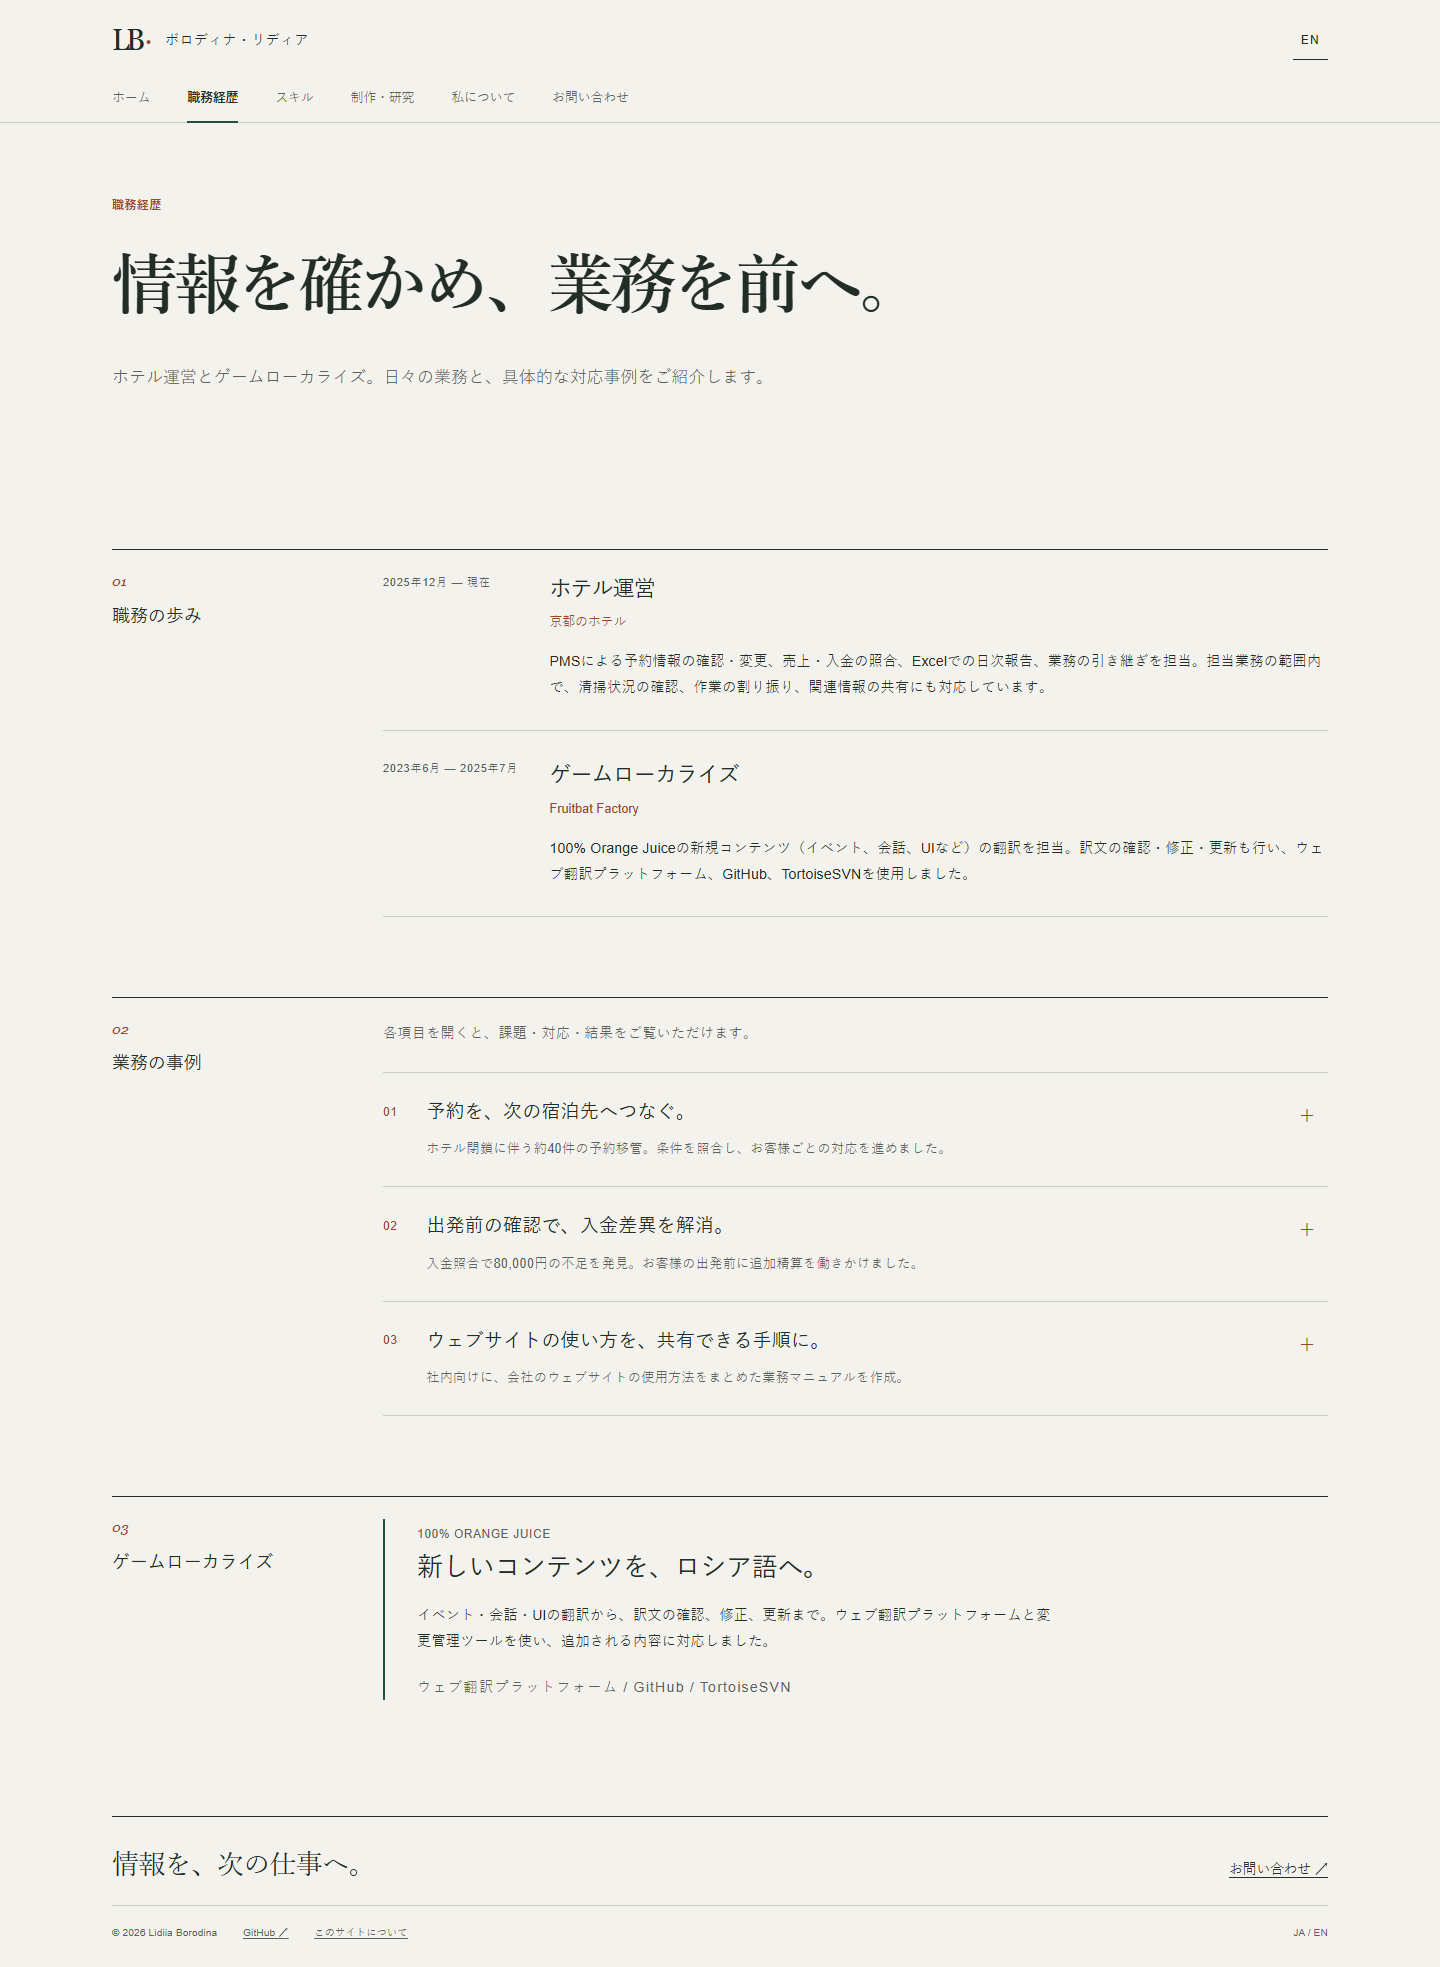 LB· ボロディナ・リディア
EN
ホーム 職務経歴 スキル 制作・研究 私について お問い合わせ
職務経歴
情報を確かめ、業務を前へ。
ホテル運営とゲームローカライズ。日々の業務と、具体的な対応事例をご紹介します。
01
職務の歩み
2025年12月 — 現在
ホテル運営
京都のホテル
PMSによる予約情報の確認・変更、売上・入金の照合、Excelでの日次報告、業務の引き継ぎを担当。担当業務の範囲内
で、清掃状況の確認、作業の割り振り、関連情報の共有にも対応しています。
2023年6月 — 2025年7月
ゲームローカライズ
Fruitbat Factory
100% Orange Juiceの新規コンテンツ（イベント、会話、UIなど）の翻訳を担当。訳文の確認・修正・更新も行い、ウェ
ブ翻訳プラットフォーム、GitHub、TortoiseSVNを使用しました。
02
業務の事例
各項目を開くと、課題・対応・結果をご覧いただけます。
01 予約を、次の宿泊先へつなぐ。 +
ホテル閉鎖に伴う約40件の予約移管。条件を照合し、お客様ごとの対応を進めました。
02 出発前の確認で、入金差異を解消。 +
入金照合で80,000円の不足を発見。お客様の出発前に追加精算を働きかけました。
03 ウェブサイトの使い方を、共有できる手順に。 +
社内向けに、会社のウェブサイトの使用方法をまとめた業務マニュアルを作成。
03
ゲームローカライズ
100% ORANGE JUICE
新しいコンテンツを、ロシア語へ。
イベント・会話・UIの翻訳から、訳文の確認、修正、更新まで。ウェブ翻訳プラットフォームと変
更管理ツールを使い、追加される内容に対応しました。
ウェブ翻訳プラットフォーム / GitHub / TortoiseSVN
情報を、次の仕事へ。
お問い合わせ ↗
© 2026 Lidiia Borodina GitHub ↗ このサイトについて
JA / EN